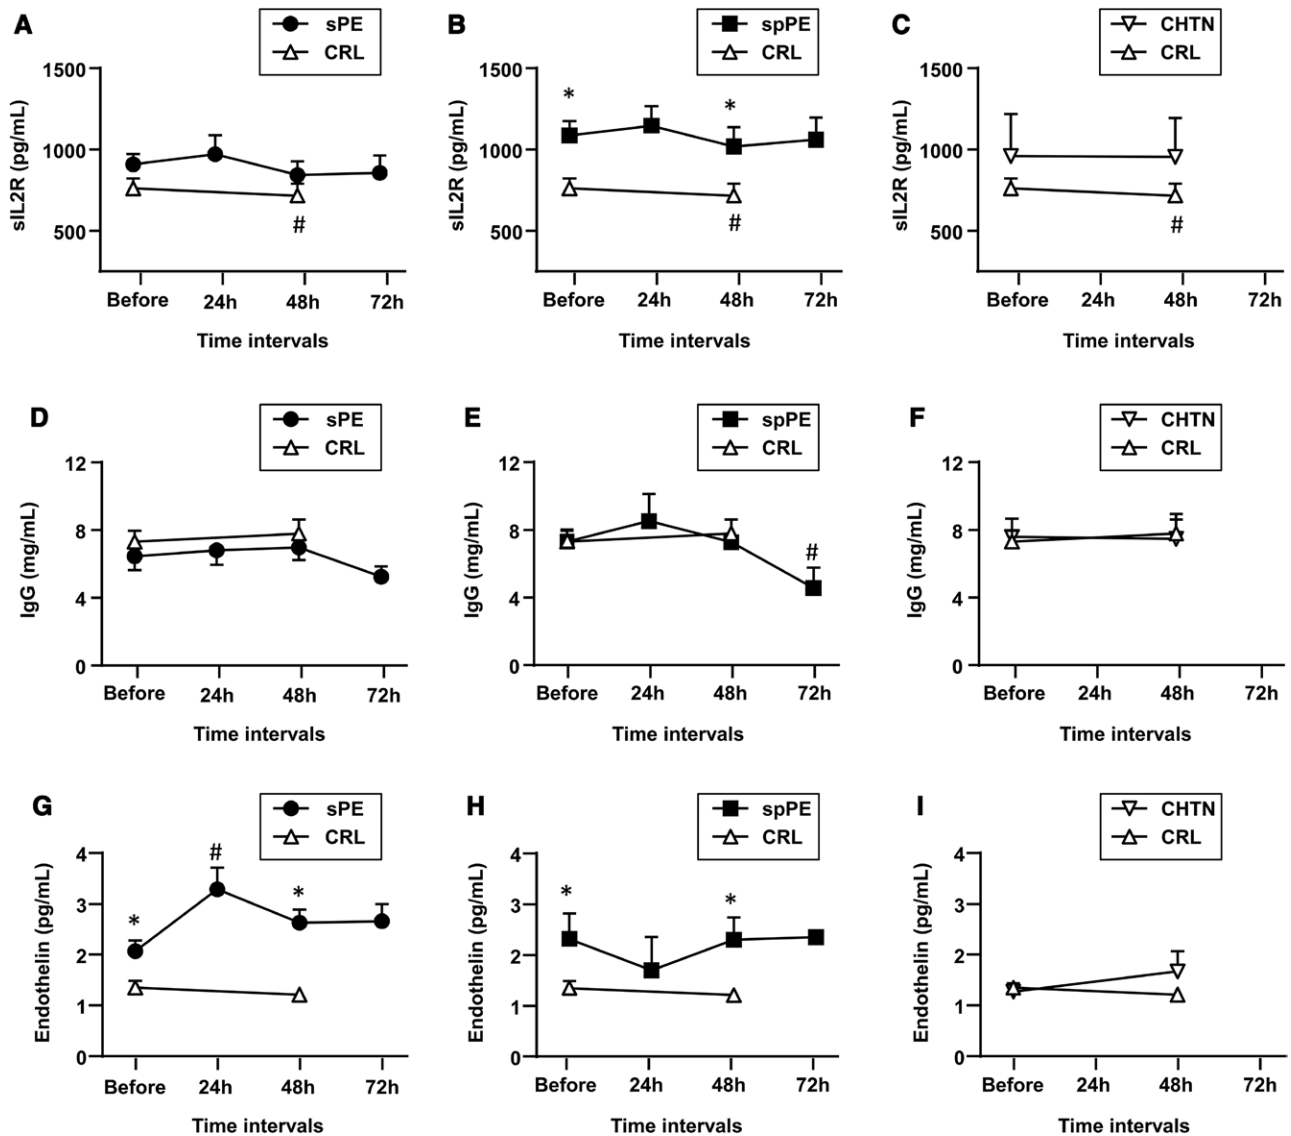 A
sPE
CRL
1500
1000
500
sIL2R (pg/mL)
#
Before 24h 48h 72h
Time intervals
B
spPE
CRL
1500
1000
500
sIL2R (pg/mL)
* *
#
Before 24h 48h 72h
Time intervals
C
CHTN
CRL
1500
1000
500
sIL2R (pg/mL)
#
Before 24h 48h 72h
Time intervals
D
sPE
CRL
12
8
4
0
IgG (mg/mL)
Before 24h 48h 72h
Time intervals
E
spPE
CRL
12
8
4
0
IgG (mg/mL)
#
Before 24h 48h 72h
Time intervals
F
CHTN
CRL
12
8
4
0
IgG (mg/mL)
Before 24h 48h 72h
Time intervals
G
sPE
CRL
4
3
2
1
0
Endothelin (pg/mL)
* # *
Before 24h 48h 72h
Time intervals
H
spPE
CRL
4
3
2
1
0
Endothelin (pg/mL)
* *
Before 24h 48h 72h
Time intervals
I
CHTN
CRL
4
3
2
1
0
Endothelin (pg/mL)
Before 24h 48h 72h
Time intervals